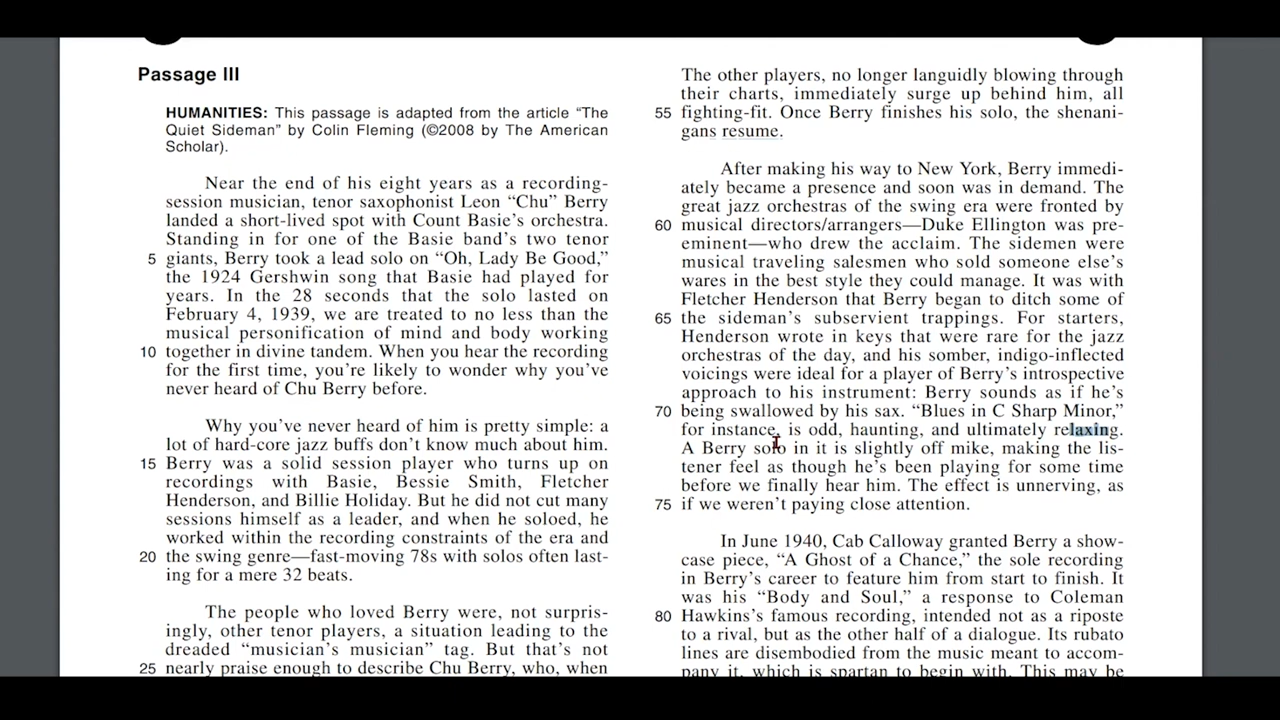 Passage III
HUMANITIES: This passage is adapted from the article “The
Quiet Sideman” by Colin Fleming (©2008 by The American
Scholar).
Near the end of his eight years as a recording-
session musician, tenor saxophonist Leon “Chu” Berry
landed a short-lived spot with Count Basie’s orchestra.
Standing in for one of the Basie band’s two tenor
5 giants, Berry took a lead solo on “Oh, Lady Be Good,”
the 1924 Gershwin song that Basie had played for
years. In the 28 seconds that the solo lasted on
February 4, 1939, we are treated to no less than the
musical personification of mind and body working
10 together in divine tandem. When you hear the recording
for the first time, you’re likely to wonder why you’ve
never heard of Chu Berry before.
Why you’ve never heard of him is pretty simple: a
lot of hard-core jazz buffs don’t know much about him.
15 Berry was a solid session player who turns up on
recordings with Basie, Bessie Smith, Fletcher
Henderson, and Billie Holiday. But he did not cut many
sessions himself as a leader, and when he soloed, he
worked within the recording constraints of the era and
20 the swing genre—fast-moving 78s with solos often last-
ing for a mere 32 beats.
The people who loved Berry were, not surpris-
ingly, other tenor players, a situation leading to the
dreaded “musician’s musician” tag. But that’s not
25 nearly praise enough to describe Chu Berry, who, when
The other players, no longer languidly blowing through
their charts, immediately surge up behind him, all
55 fighting-fit. Once Berry finishes his solo, the shenani-
gans resume.
After making his way to New York, Berry immedi-
ately became a presence and soon was in demand. The
great jazz orchestras of the swing era were fronted by
60 musical directors/arrangers—Duke Ellington was pre-
eminent—who drew the acclaim. The sidemen were
musical traveling salesmen who sold someone else’s
wares in the best style they could manage. It was with
Fletcher Henderson that Berry began to ditch some of
65 the sideman’s subservient trappings. For starters,
Henderson wrote in keys that were rare for the jazz
orchestras of the day, and his somber, indigo-inflected
voicings were ideal for a player of Berry’s introspective
approach to his instrument: Berry sounds as if he’s
70 being swallowed by his sax. “Blues in C Sharp Minor,”
for instance, is odd, haunting, and ultimately relaxing.
A Berry solo in it is slightly off mike, making the lis-
tener feel as though he’s been playing for some time
before we finally hear him. The effect is unnerving, as
75 if we weren’t paying close attention.
In June 1940, Cab Calloway granted Berry a show-
case piece, “A Ghost of a Chance,” the sole recording
in Berry’s career to feature him from start to finish. It
was his “Body and Soul,” a response to Coleman
80 Hawkins’s famous recording, intended not as a riposte
to a rival, but as the other half of a dialogue. Its rubato
lines are disembodied from the music meant to accom-
pany it, which is spartan to begin with. This may be